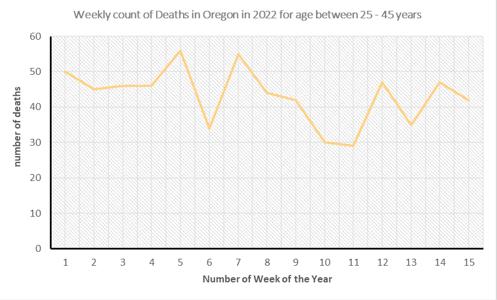 Weekly count of Deaths in Oregon in 2022 for age between 25 - 45 years
60
50
40
30
20
10
0
number of deaths
1 2 3 4 5 6 7 8 9 10 11 12 13 14 15
Number of Week of the Year